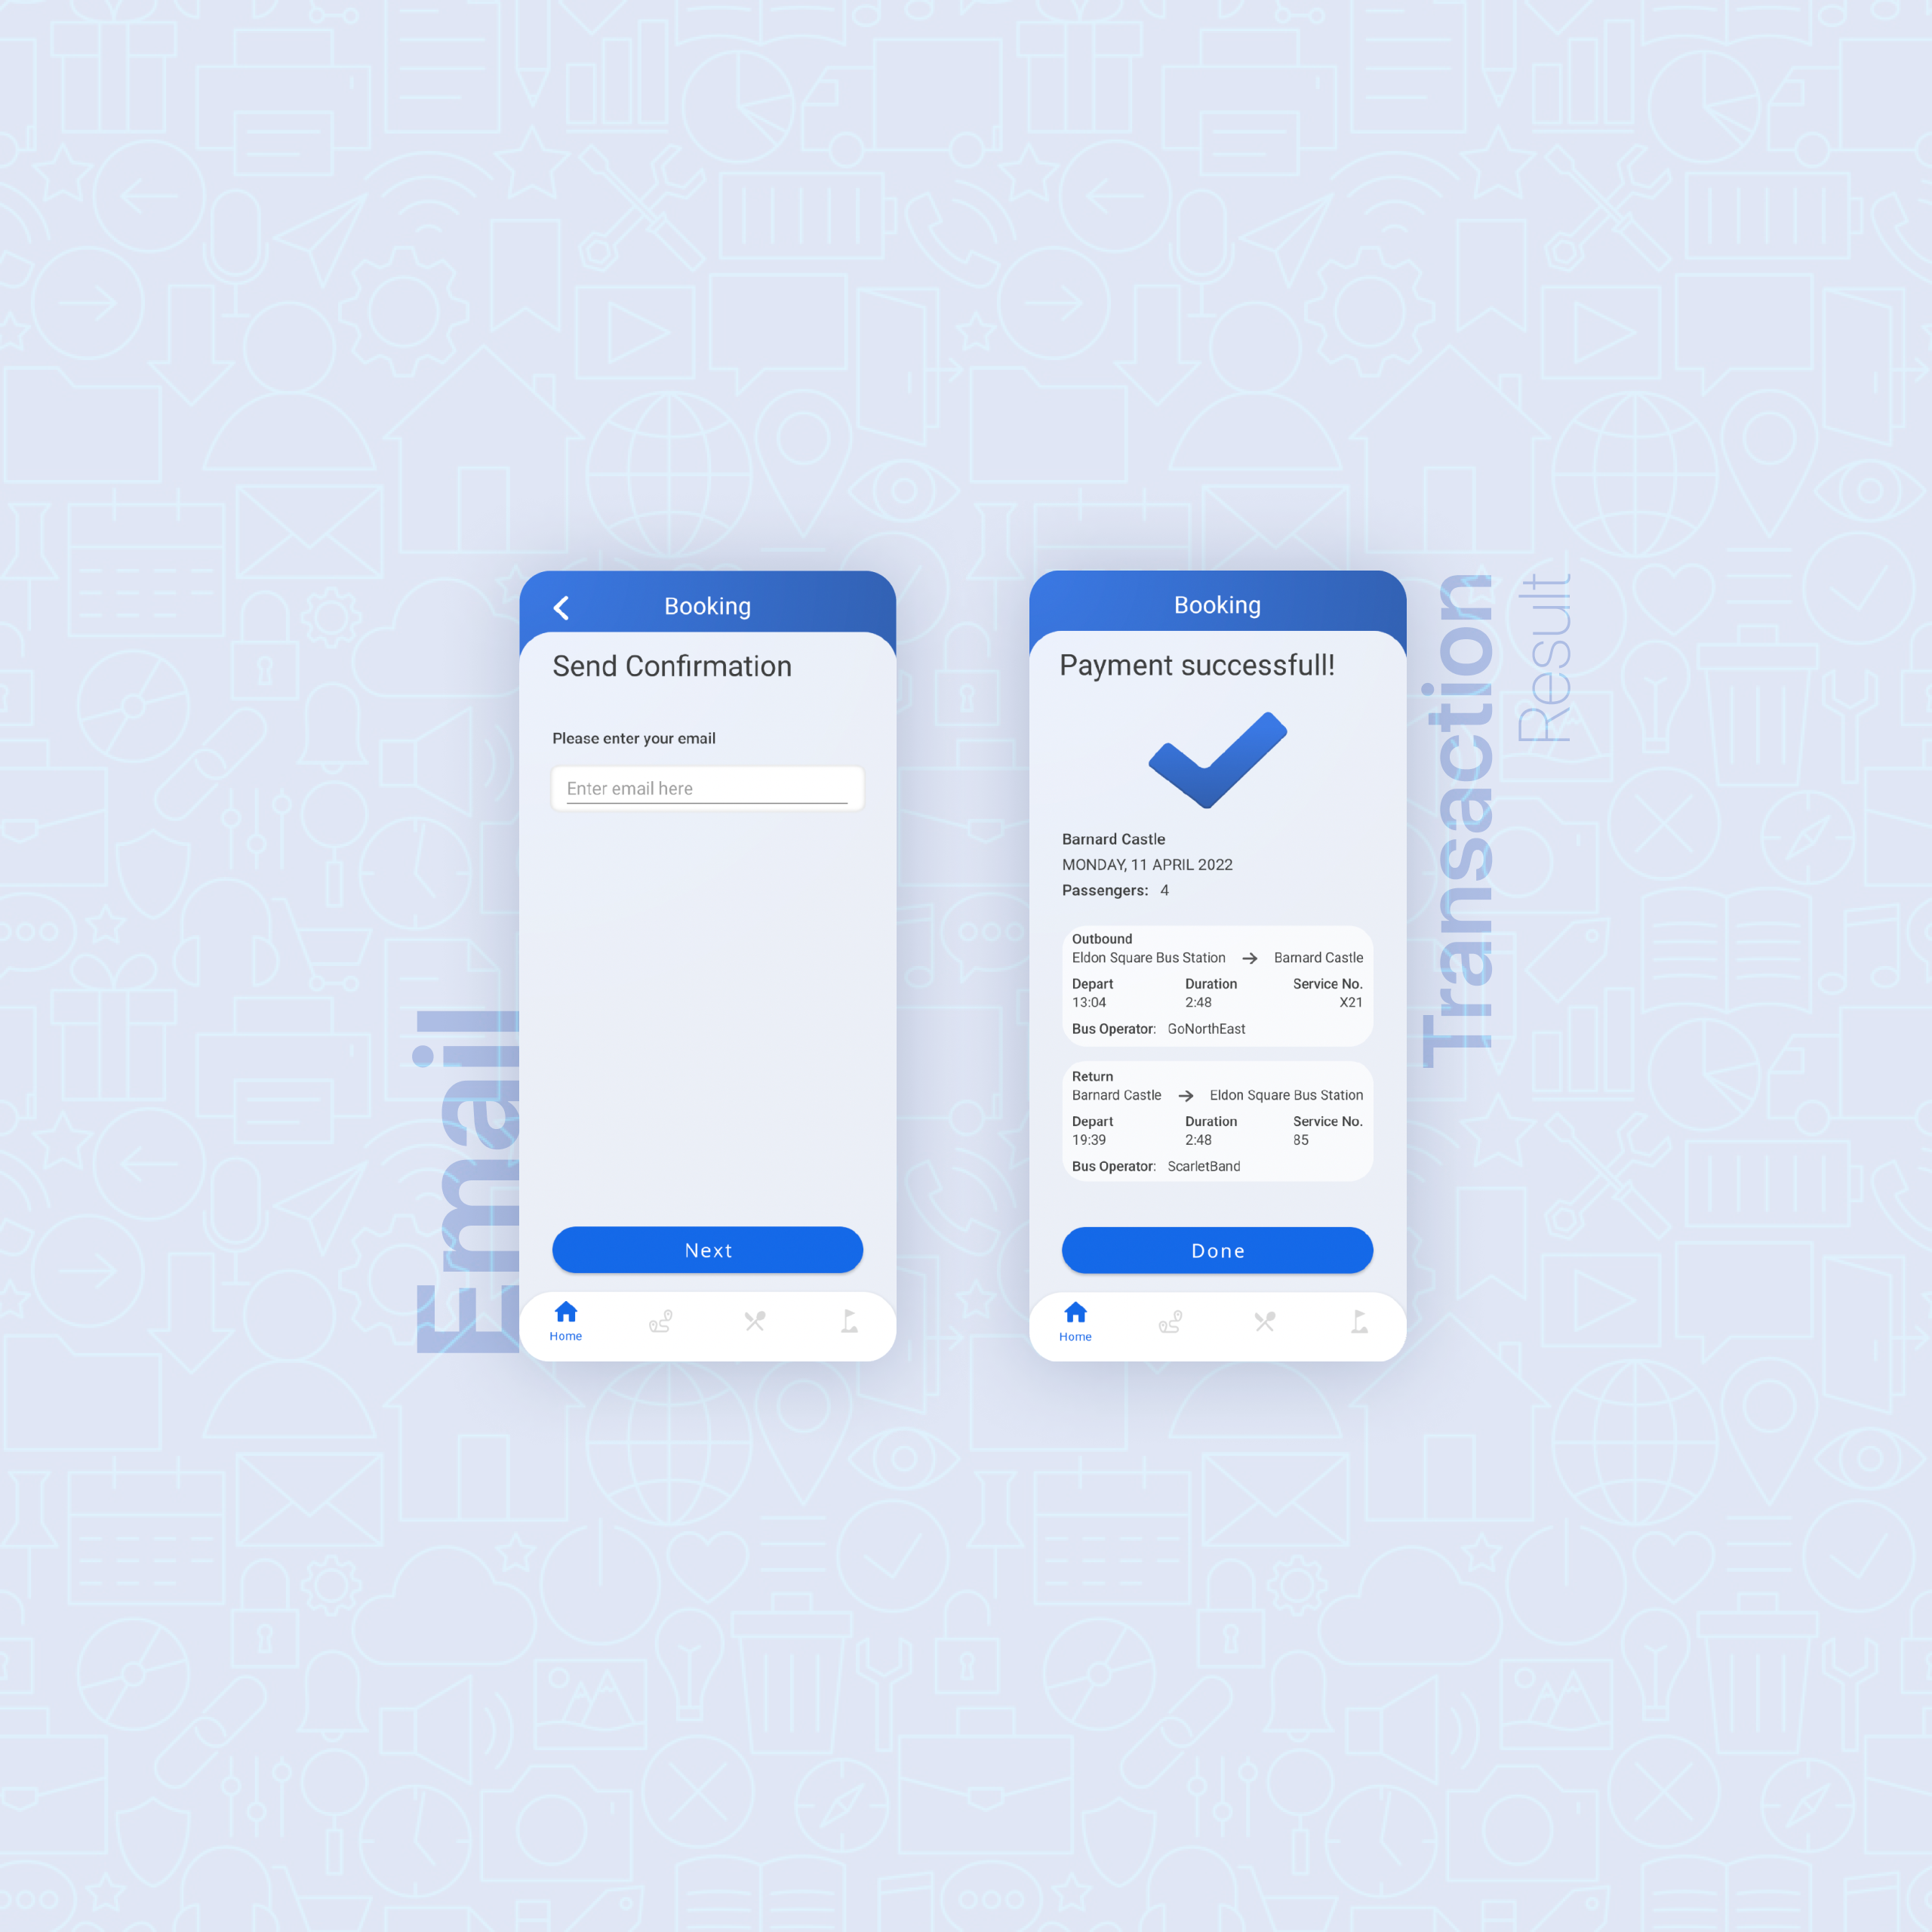 Email
Booking
Send Confirmation
Please enter your email
Enter email here
Next
Home
Booking
Payment successfull!
Barnard Castle
MONDAY, 11 APRIL 2022
Passengers: 4
Outbound
Eldon Square Bus Station → Barnard Castle
Depart Duration Service No.
13:04 2:48 X21
Bus Operator: GoNorthEast
Return
Barnard Castle → Eldon Square Bus Station
Depart Duration Service No.
19:39 2:48 85
Bus Operator: ScarletBand
Done
Home
Transaction
Result